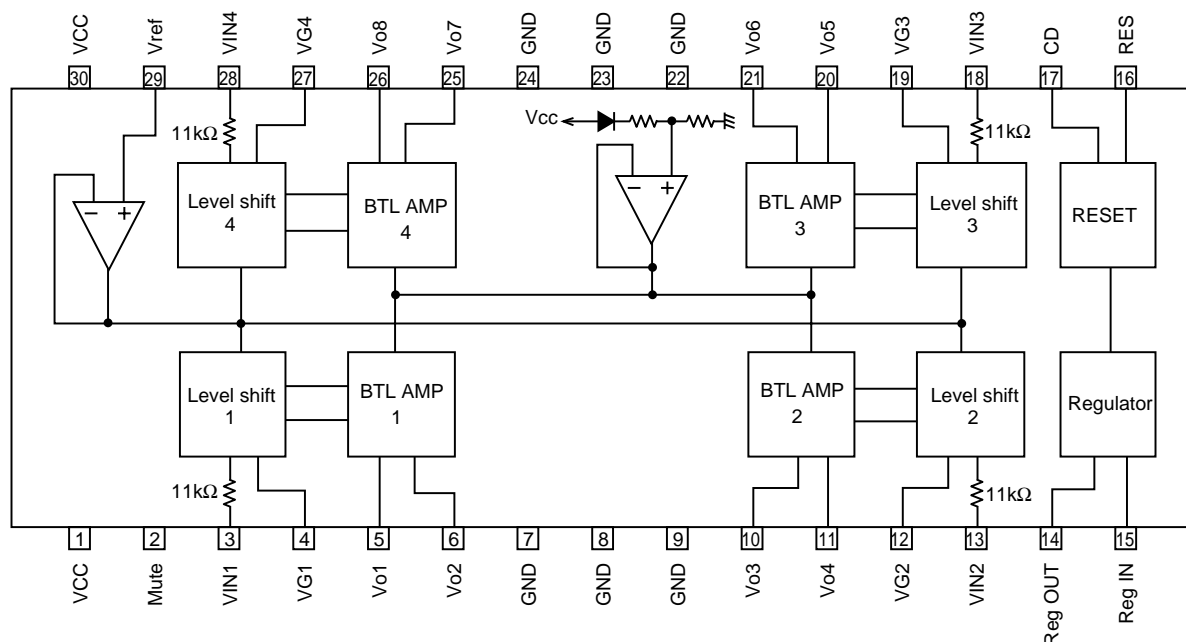 VCC
Vref
VIN4
VG4
Vo8
Vo7
GND
GND
GND
Vo6
Vo5
VG3
VIN3
CD
RES
30
29
28
27
26
25
24
23
22
21
20
19
18
17
16
11kΩ
Vcc
11kΩ
Level shift
4
BTL AMP
4
BTL AMP
3
Level shift
3
RESET
− +
− +
Level shift
1
BTL AMP
1
BTL AMP
2
Level shift
2
Regulator
11kΩ
11kΩ
1
2
3
4
5
6
7
8
9
10
11
12
13
14
15
VCC
Mute
VIN1
VG1
Vo1
Vo2
GND
GND
GND
Vo3
Vo4
VG2
VIN2
Reg OUT
Reg IN